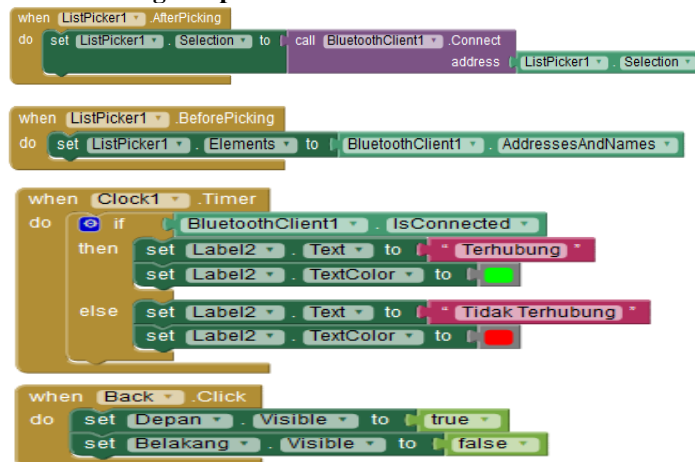 when ListPicker1 .AfterPicking
do set ListPicker1 . Selection to call BluetoothClient1 .Connect
address ListPicker1 . Selection
when ListPicker1 .BeforePicking
do set ListPicker1 . Elements to BluetoothClient1 . AddressesAndNames
when Clock1 .Timer
do if BluetoothClient1 . IsConnected
then set Label2 . Text to " Terhubung "
set Label2 . TextColor to
else set Label2 . Text to " Tidak Terhubung "
set Label2 . TextColor to
when Back .Click
do set Depan . Visible to true
set Belakang . Visible to false